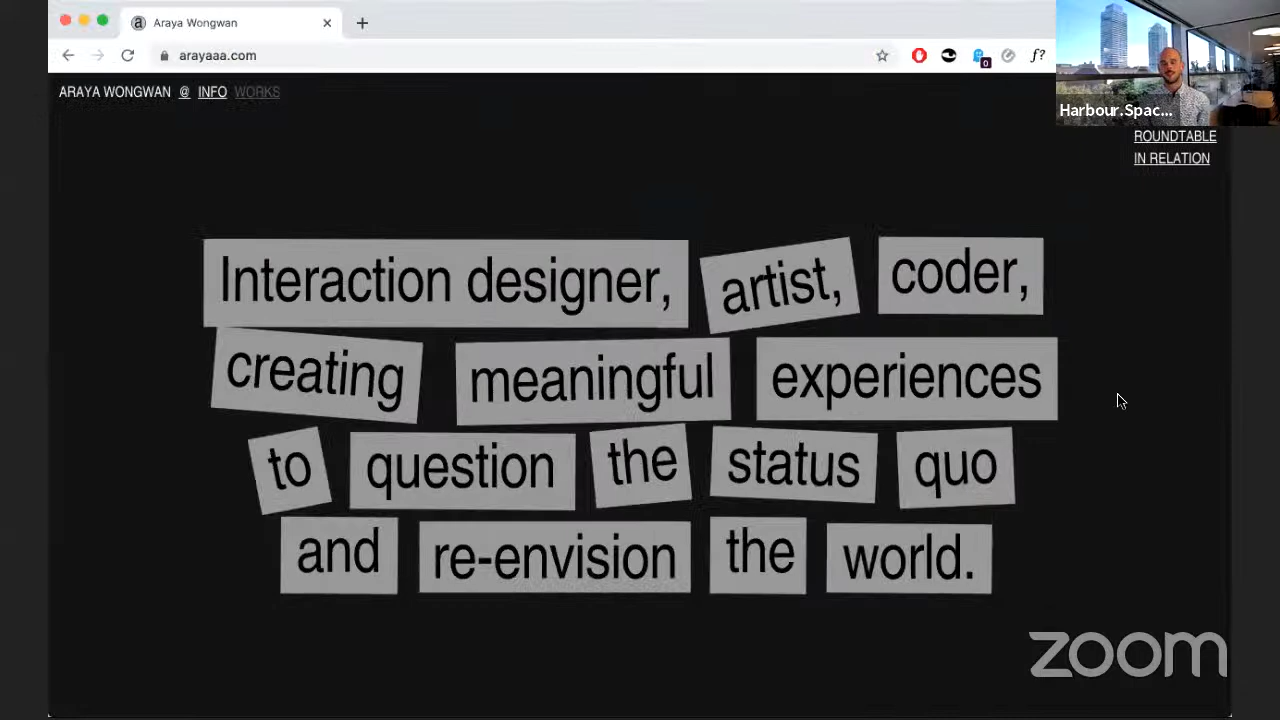 Araya Wongwan
arayaaa.com
0
f?
Harbour.Spac...
ARAYA WONGWAN @ INFO WORKS
ROUNDTABLE
IN RELATION
Interaction designer, artist, coder,
creating meaningful experiences
to question the status quo
and re-envision the world.
zoom